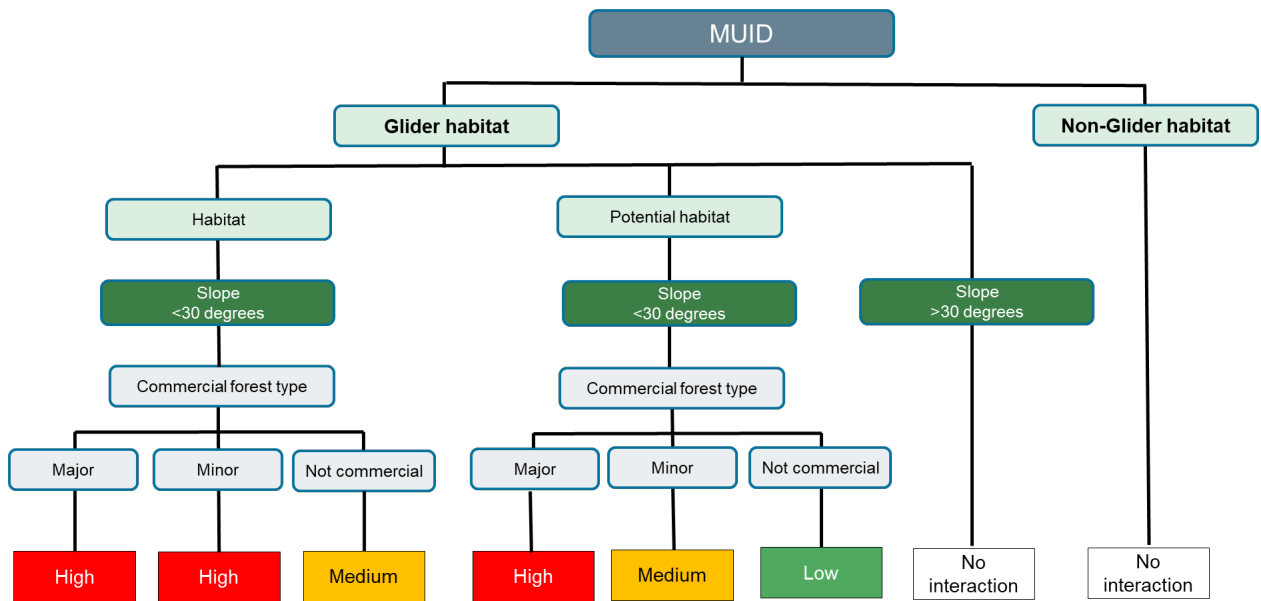 MUID
Glider habitat
Non-Glider habitat
Habitat
Potential habitat
Slope
<30 degrees
Slope
<30 degrees
Slope
>30 degrees
Commercial forest type
Commercial forest type
Major
Minor
Not commercial
Major
Minor
Not commercial
High
High
Medium
High
Medium
Low
No
interaction
No
interaction